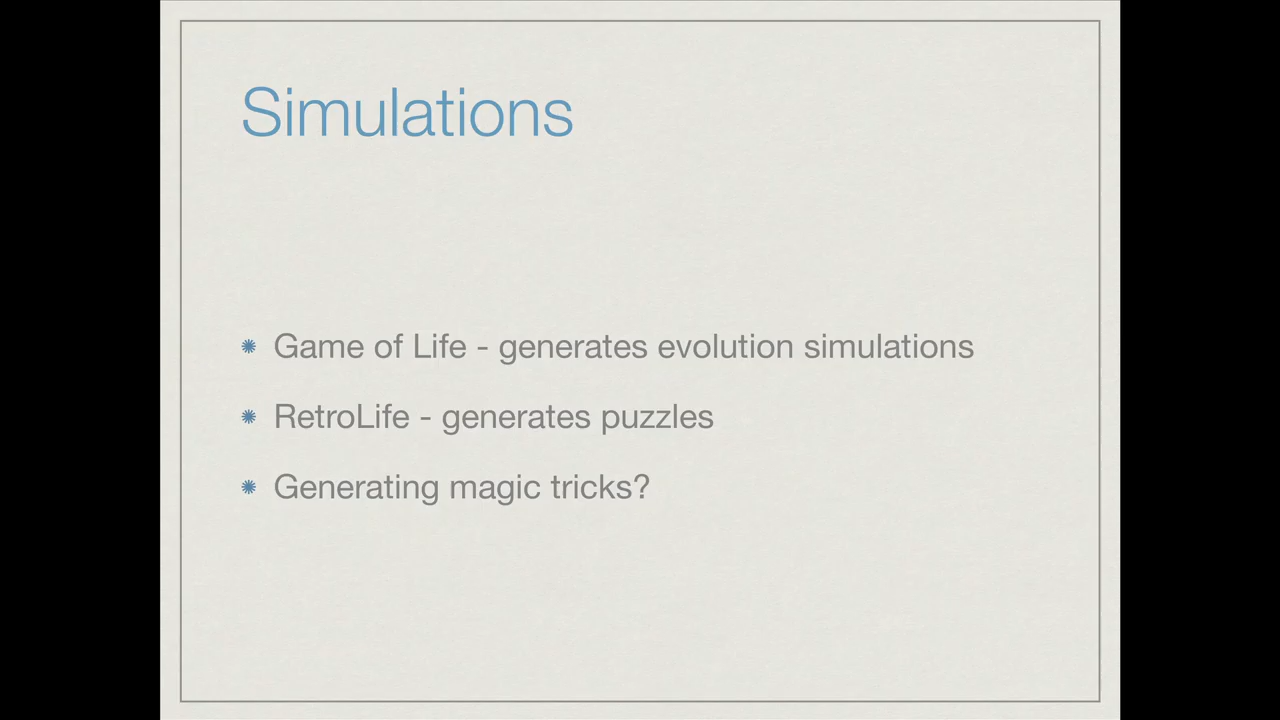 Simulations
Game of Life - generates evolution simulations
RetroLife - generates puzzles
Generating magic tricks?